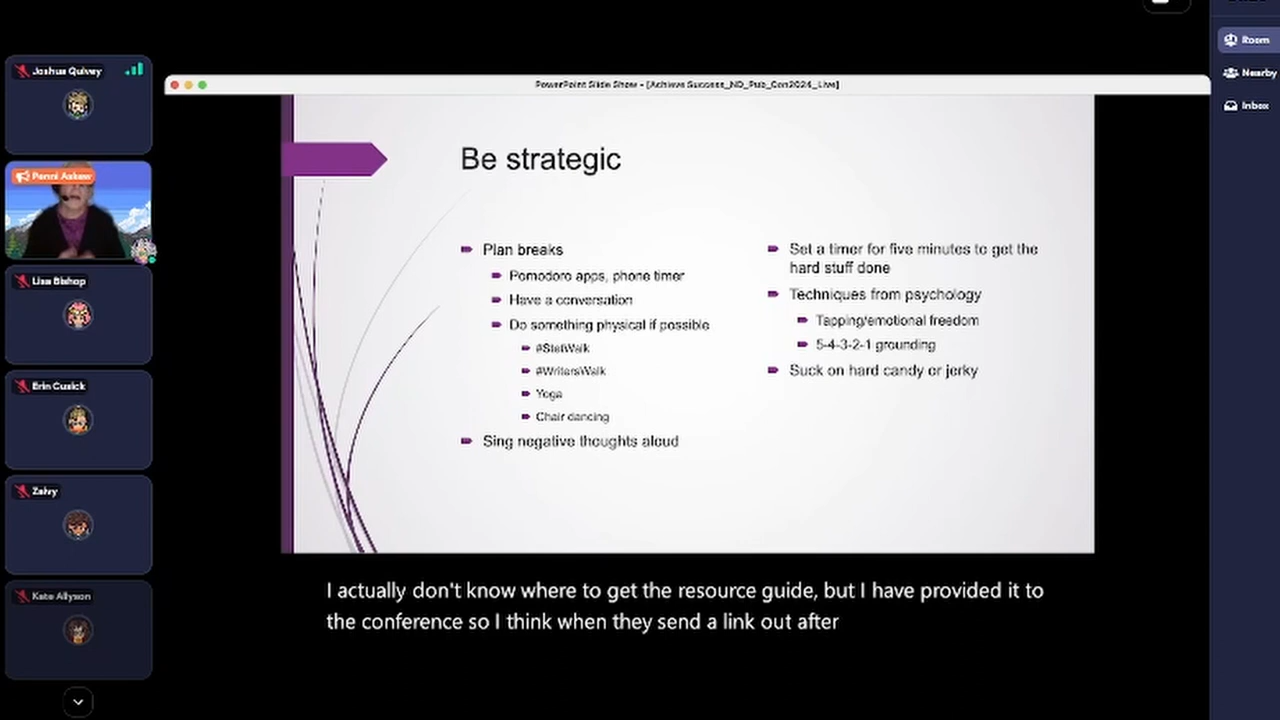 Room
Nearby
Inbox
Joshua Quivey
Penni Askew
Lisa Bishop
Erin Cusick
Zalvy
Kate Allyson
PowerPoint Slide Show - [Achieve Success_ND_Pub_Con2024_Live]
Be strategic
Plan breaks
Pomodoro apps, phone timer
Have a conversation
Do something physical if possible
#StetWalk
#WritersWalk
Yoga
Chair dancing
Sing negative thoughts aloud
Set a timer for five minutes to get the
hard stuff done
Techniques from psychology
Tapping/emotional freedom
5-4-3-2-1 grounding
Suck on hard candy or jerky
I actually don't know where to get the resource guide, but I have provided it to
the conference so I think when they send a link out after